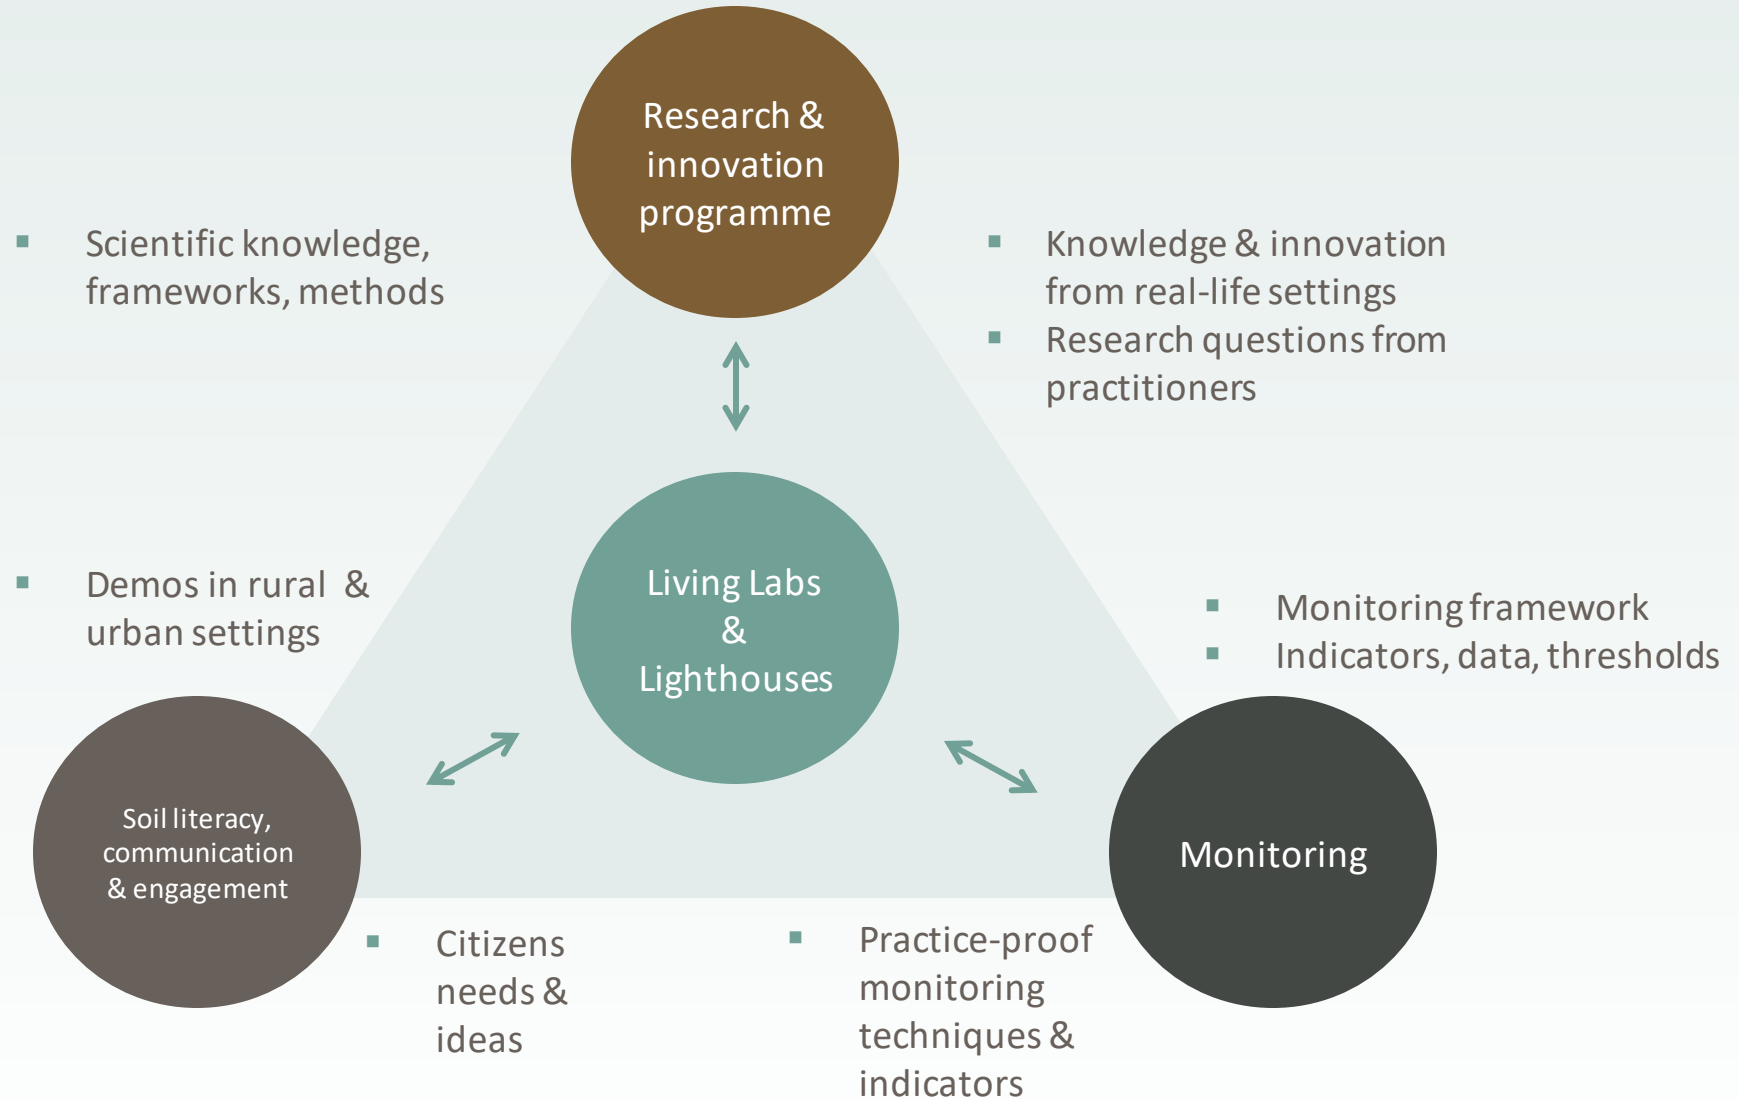 Research &
innovation
programme
▪ Scientific knowledge,
frameworks, methods
▪ Knowledge & innovation
from real-life settings
▪ Research questions from
practitioners
Living Labs
&
Lighthouses
▪ Demos in rural &
urban settings
▪ Monitoring framework
▪ Indicators, data, thresholds
Soil literacy,
communication
& engagement
Monitoring
▪ Citizens
needs &
ideas
▪ Practice-proof
monitoring
techniques &
indicators